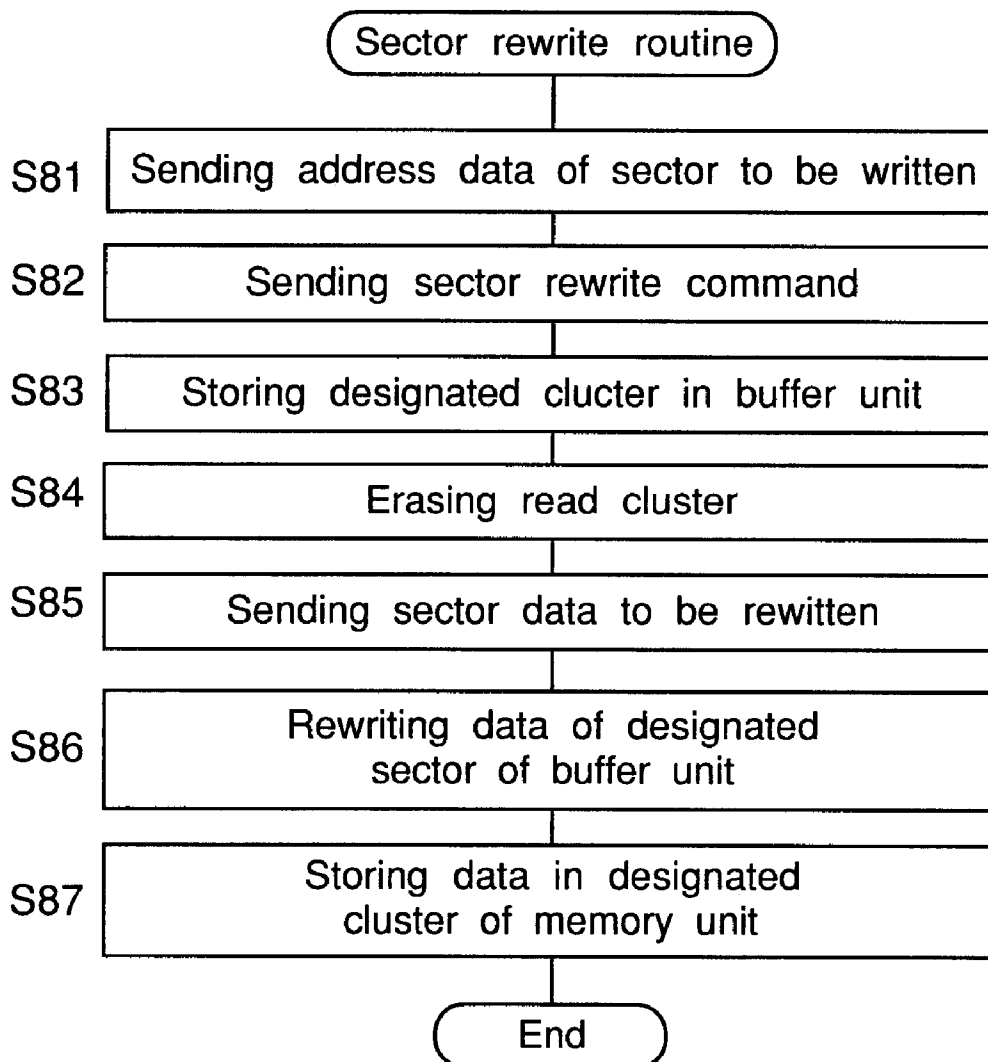 Sector rewrite routine
S81 Sending address data of sector to be written
S82 Sending sector rewrite command
S83 Storing designated clucter in buffer unit
S84 Erasing read cluster
S85 Sending sector data to be rewitten
S86 Rewriting data of designated
sector of buffer unit
S87 Storing data in designated
cluster of memory unit
End